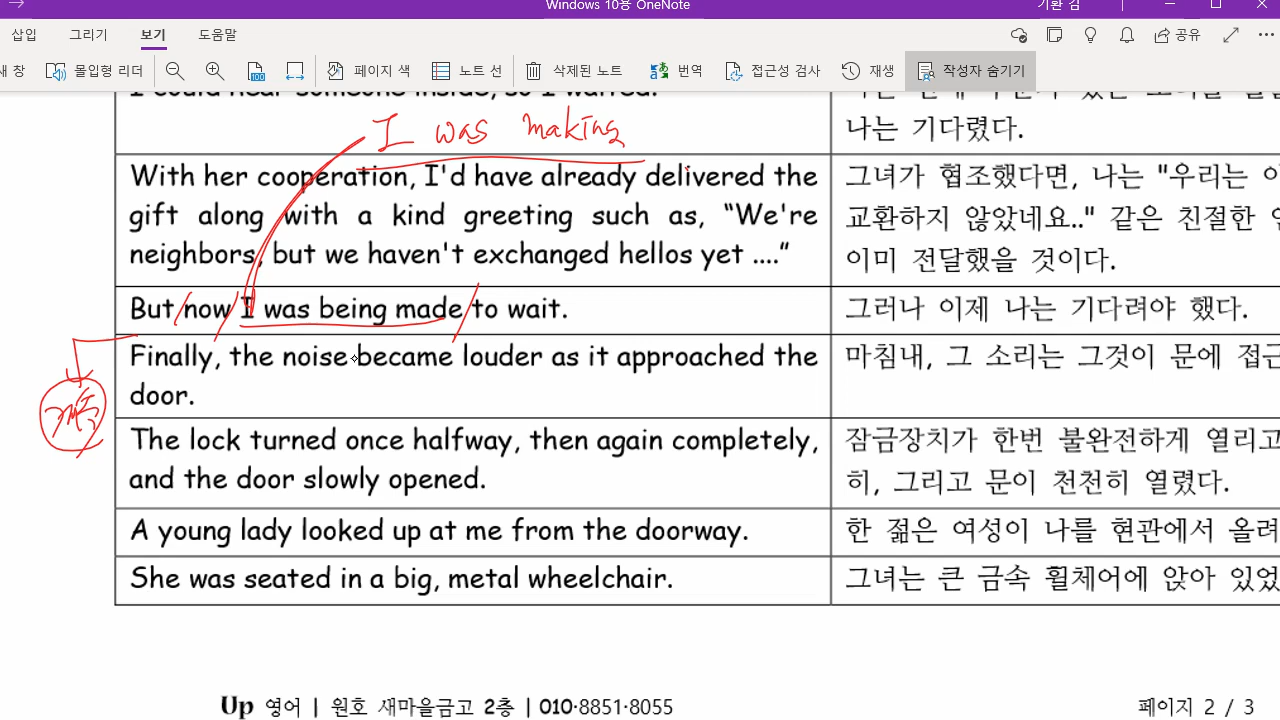 Windows 10용 OneNote
기환 김
삽입 그리기 보기 도움말 공유
새 창 몰입형 리더 페이지 색 노트 선 삭제된 노트 번역 접근성 검사 재생 작성자 숨기기
I could hear someone inside, so I waited.
나는 기다렸다.
I was making
With her cooperation, I'd have already delivered the
gift along with a kind greeting such as, “We're
neighbors, but we haven't exchanged hellos yet ....”
그녀가 협조했다면, 나는 "우리는
교환하지 않았네요.." 같은 친절한
이미 전달했을 것이다.
But now I was being made to wait.
그러나 이제 나는 기다려야 했다.
Finally, the noise became louder as it approached the
door.
마침내, 그 소리는 그것이 문에 접근
The lock turned once halfway, then again completely,
and the door slowly opened.
잠금장치가 한번 불완전하게 열리고
히, 그리고 문이 천천히 열렸다.
A young lady looked up at me from the doorway.
한 젊은 여성이 나를 현관에서 올려
She was seated in a big, metal wheelchair.
그녀는 큰 금속 휠체어에 앉아 있었
Up 영어 | 원호 새마을금고 2층 | 010·8851·8055
페이지 2 / 3